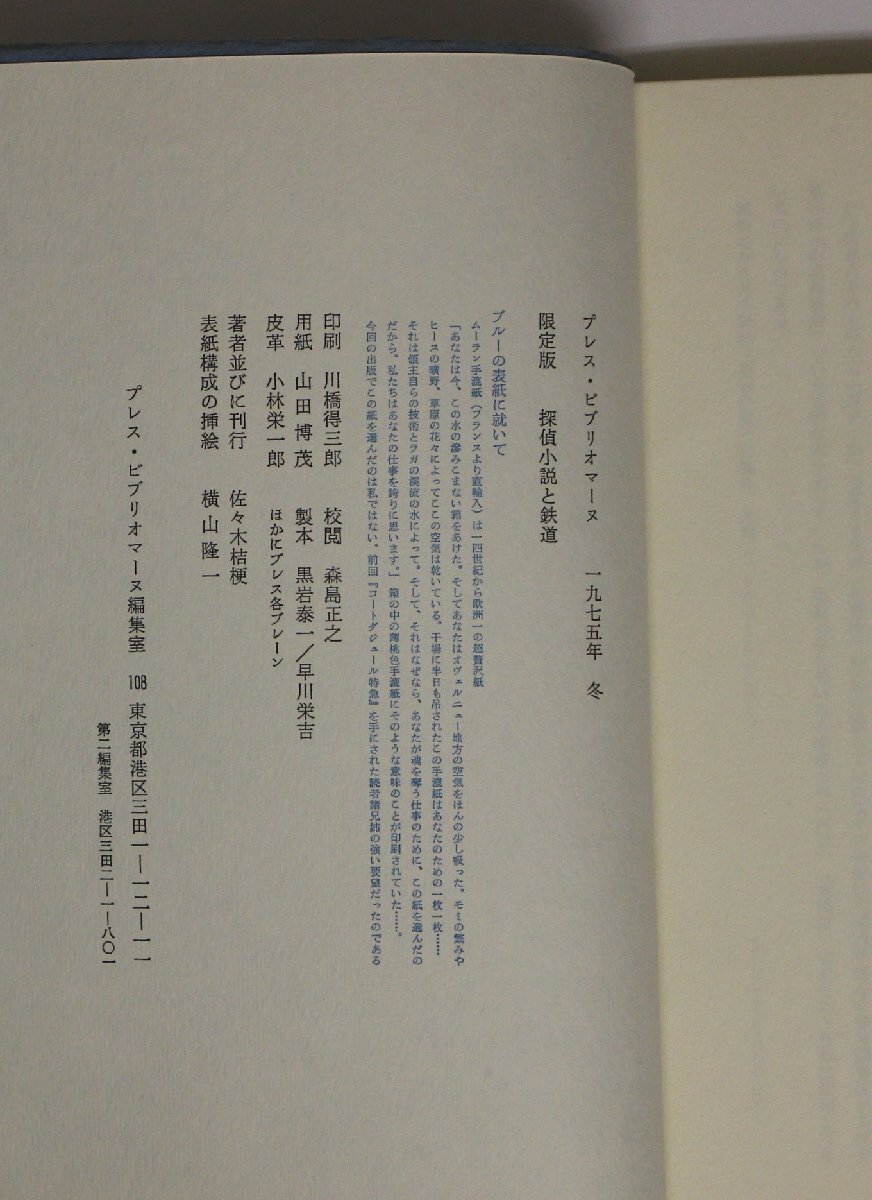 プレス・ビブリオマーヌ　一九七五年　冬
限定版　探偵小説と鉄道
ブルーの表紙に就いて
ムーラン手漉紙（フランスより直輸入）は一四世紀から欧洲一の超贅沢紙
「あなたは今、この水の滲みこまない箱をあけた。そしてあなたはオヴェルニュー地方の空気をほんの少し吸った。モミの繁みや
ヒースの曠野、草原の花々によってここの空気は乾いている。干場に半日も吊されたこの手漉紙はあなたのための一枚一枚……
それは領主自らの技術とラガの渓流の水によって。そして、それはなぜなら、あなたが魂を奪う仕事のために、この紙を選んだの
だから。私たちはあなたの仕事を誇りに思います。」箱の中の薄桃色手漉紙にそのような意味のことが印刷されていた……。
今回の出版でこの紙を選んだのは私ではない。前回『コートダジュール特急』を手にされた読者諸兄姉の強い要望だったのである
印刷　川橋得三郎　校閲　森島正之
用紙　山田博茂　製本　黒岩泰一／早川栄吉
皮革　小林栄一郎　ほかにプレス各ブレーン
著者並びに刊行　佐々木桔梗
表紙構成の挿絵　横山隆一
プレス・ビブリオマーヌ編集室　108　東京都港区三田一―一二―一一
第二編集室　港区三田二―一―八〇一